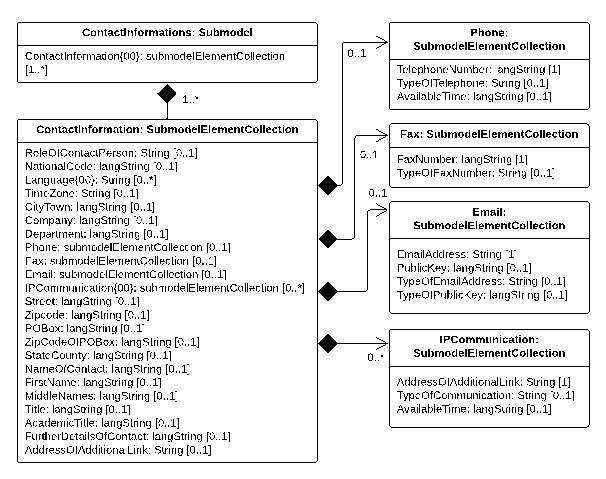 ContactInformations: Submodel
ContactInformation{00}: submodelElementCollection
[1..*]
1..*
ContactInformation: SubmodelElementCollection
RoleOfContactPerson: String [0..1]
NationalCode: langString [0..1]
Language{00}: String [0..*]
TimeZone: String [0..1]
CityTown: langString [0..1]
Company: langString [0..1]
Department: langString [0..1]
Phone: submodelElementCollection [0..1]
Fax: submodelElementCollection [0..1]
Email: submodelElementCollection [0..1]
IPCommunication{00}: submodelElementCollection [0..*]
Street: langString [0..1]
Zipcode: langString [0..1]
POBox: langString [0..1]
ZipCodeOfPOBox: langString [0..1]
StateCounty: langString [0..1]
NameOfContact: langString [0..1]
FirstName: langString [0..1]
MiddleNames: langString [0..1]
Title: langString [0..1]
AcademicTitle: langString [0..1]
FurtherDetailsOfContact: langString [0..1]
AddressOfAdditionalLink: String [0..1]
0..1
Phone:
SubmodelElementCollection
TelephoneNumber: langString [1]
TypeOfTelephone: String [0..1]
AvailableTime: langString [0..1]
0..1
Fax: SubmodelElementCollection
FaxNumber: langString [1]
TypeOfFaxNumber: String [0..1]
0..1
Email:
SubmodelElementCollection
EmailAddress: String [1]
PublicKey: langString [0..1]
TypeOfEmailAddress: String [0..1]
TypeOfPublicKey: langString [0..1]
0..*
IPCommunication:
SubmodelElementCollection
AddressOfAdditionalLink: String [1]
TypeOfCommunication: String [0..1]
AvailableTime: langString [0..1]